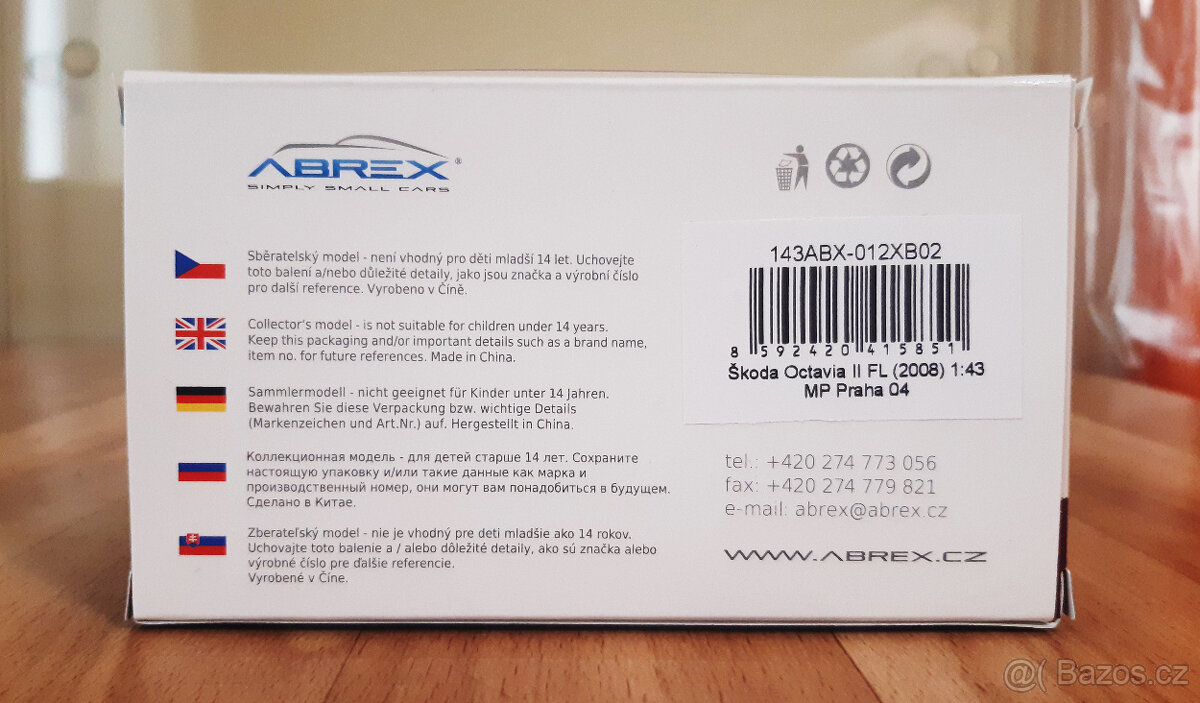 ABREX®
SIMPLY SMALL CARS
Sběratelský model - není vhodný pro děti mladší 14 let. Uchovejte
toto balení a/nebo důležité detaily, jako jsou značka a výrobní číslo
pro další reference. Vyrobeno v Číně.
Collector's model - is not suitable for children under 14 years.
Keep this packaging and/or important details such as a brand name,
item no. for future references. Made in China.
Sammlermodell - nicht geeignet für Kinder unter 14 Jahren.
Bewahren Sie diese Verpackung bzw. wichtige Details
(Markenzeichen und Art.Nr.) auf. Hergestellt in China.
Коллекционная модель - для детей старше 14 лет. Сохраните
настоящую упаковку и/или такие данные как марка и
производственный номер, они могут вам понадобиться в будущем.
Сделано в Китае.
Zberateľský model - nie je vhodný pre deti mladšie ako 14 rokov.
Uchovajte toto balenie a / alebo dôležité detaily, ako sú značka alebo
výrobné číslo pre ďalšie referencie.
Vyrobené v Číne.
143ABX-012XB02
8 592420 415851
Škoda Octavia II FL (2008) 1:43
MP Praha 04
tel.: +420 274 773 056
fax: +420 274 779 821
e-mail: abrex@abrex.cz
WWW.ABREX.CZ
@( Bazos.cz